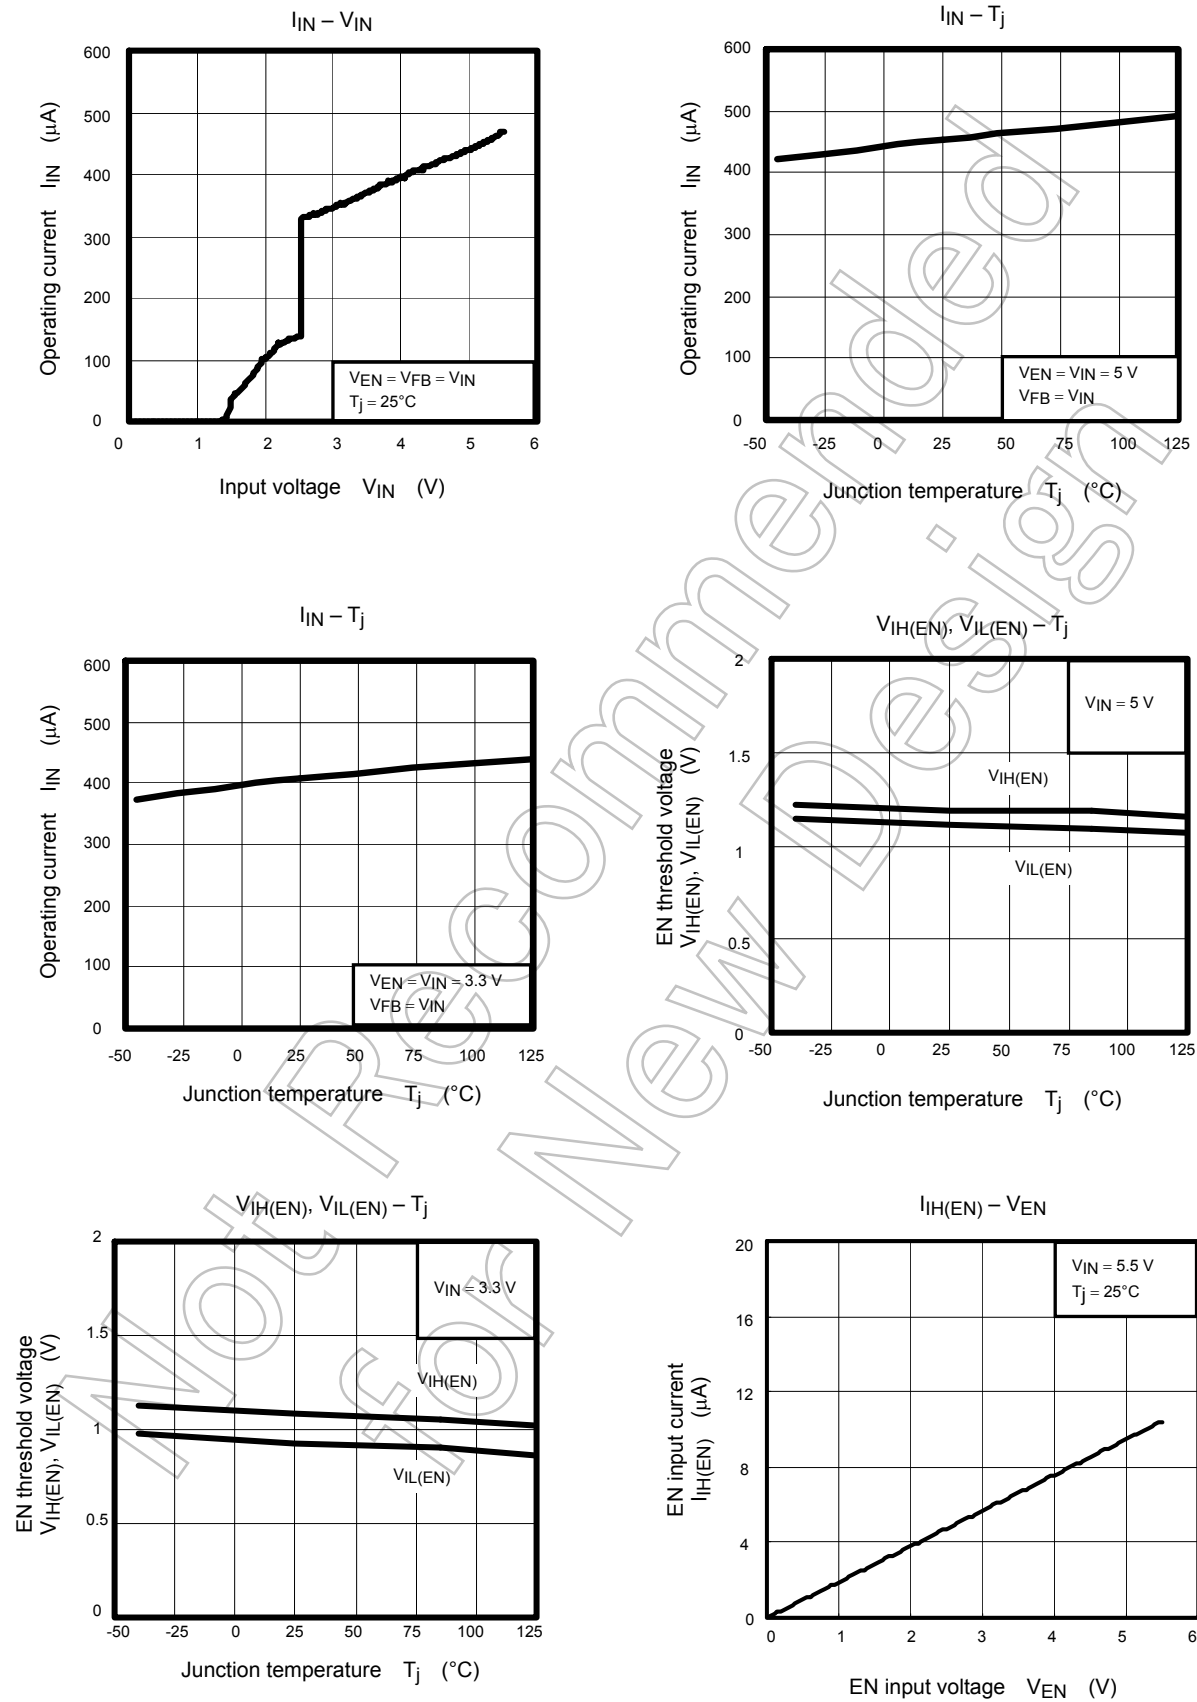 IIN – VIN
Operating current IIN (μA)
600
500
400
300
200
100
0
0 1 2 3 4 5 6
VEN = VFB = VIN
Tj = 25°C
Input voltage VIN (V)
IIN – Tj
Operating current IIN (μA)
600
500
400
300
200
100
0
-50 -25 0 25 50 75 100 125
VEN = VIN = 5 V
VFB = VIN
Junction temperature Tj (°C)
IIN – Tj
Operating current IIN (μA)
600
500
400
300
200
100
0
-50 -25 0 25 50 75 100 125
VEN = VIN = 3.3 V
VFB = VIN
Junction temperature Tj (°C)
VIH(EN), VIL(EN) – Tj
EN threshold voltage
VIH(EN), VIL(EN) (V)
2
1.5
1
0.5
0
-50 -25 0 25 50 75 100 125
VIN = 5 V
VIH(EN)
VIL(EN)
Junction temperature Tj (°C)
VIH(EN), VIL(EN) – Tj
EN threshold voltage
VIH(EN), VIL(EN) (V)
2
1.5
1
0.5
0
-50 -25 0 25 50 75 100 125
VIN = 3.3 V
VIH(EN)
VIL(EN)
Junction temperature Tj (°C)
IIH(EN) – VEN
EN input current
IIH(EN) (μA)
20
16
12
8
4
0
0 1 2 3 4 5 6
VIN = 5.5 V
Tj = 25°C
EN input voltage VEN (V)
Not Recommended
for New Design